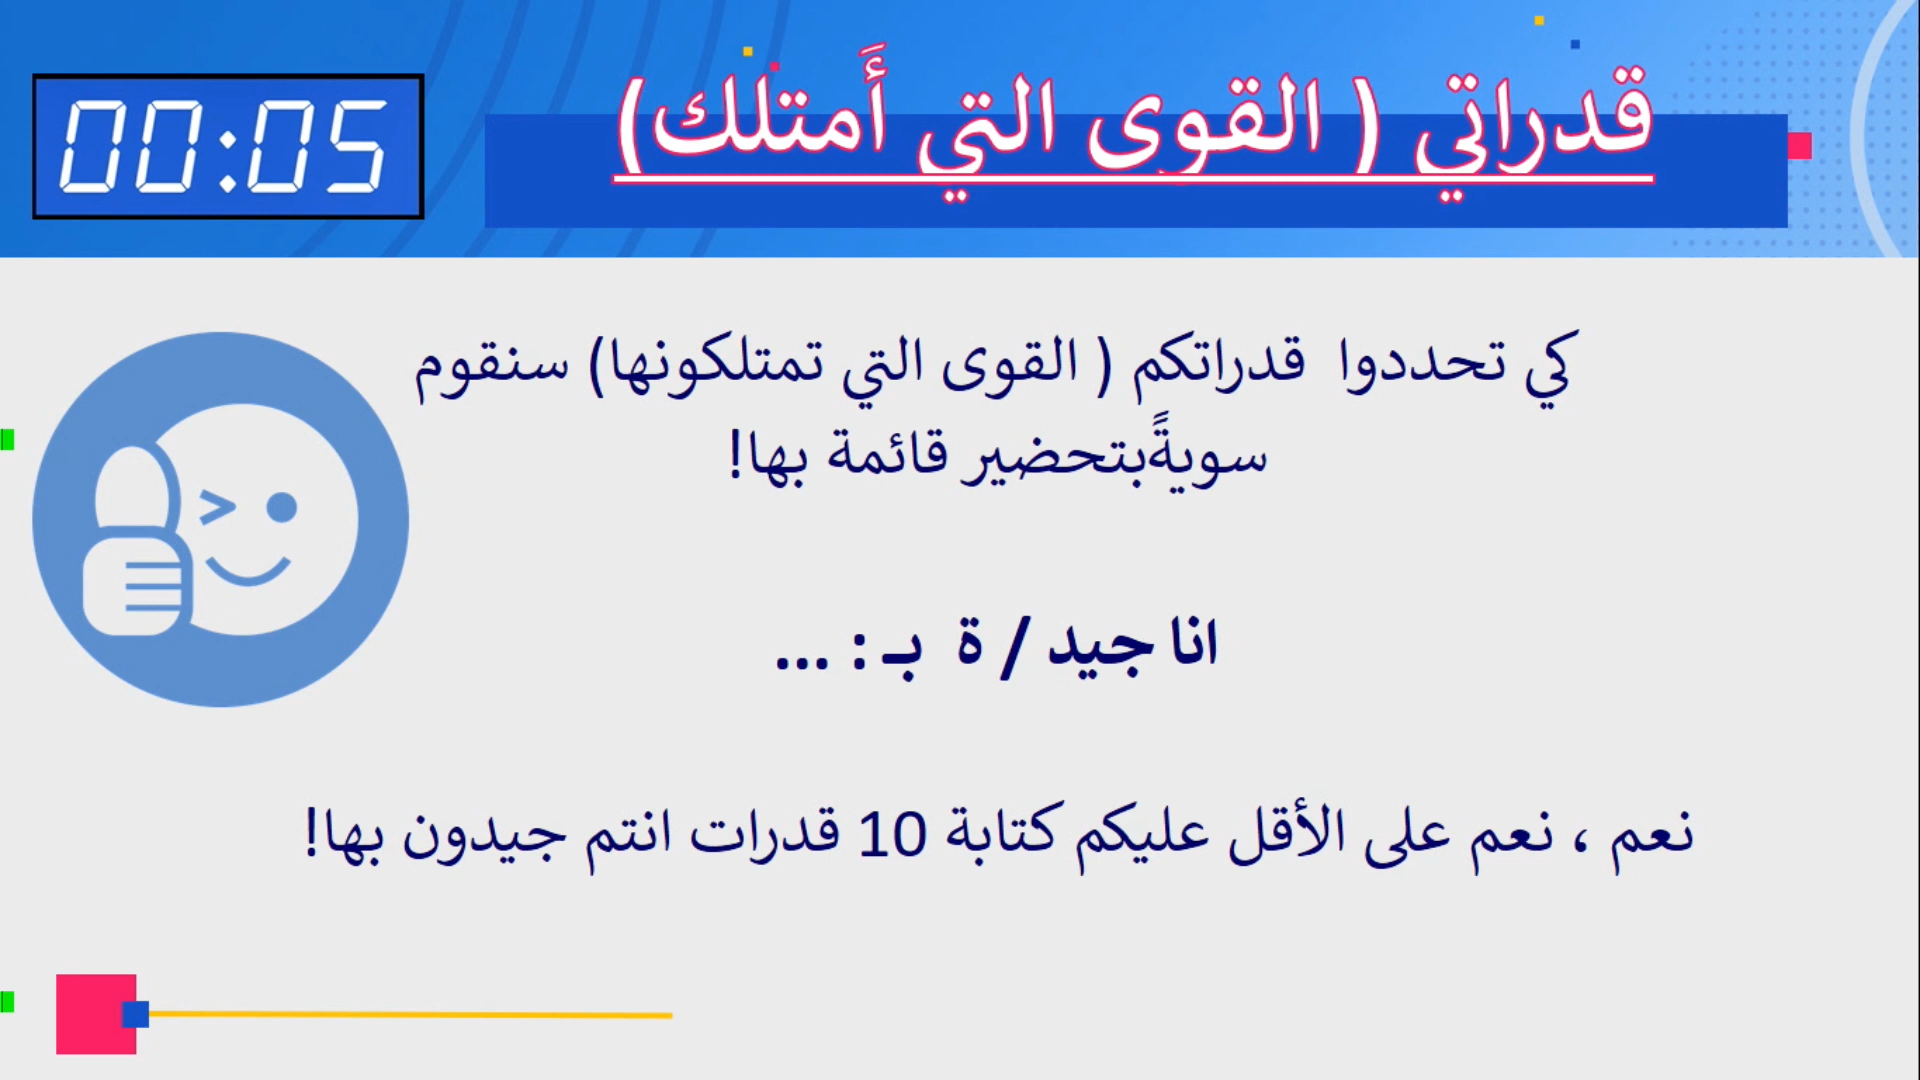 قدراتي ( القوى التي أَمتلك)
00:05
كي تحددوا قدراتكم ( القوى التي تمتلكونها) سنقوم
سويةًبتحضير قائمة بها!
انا جيد / ة بـ : ...
نعم ، نعم على الأقل عليكم كتابة 10 قدرات انتم جيدون بها!